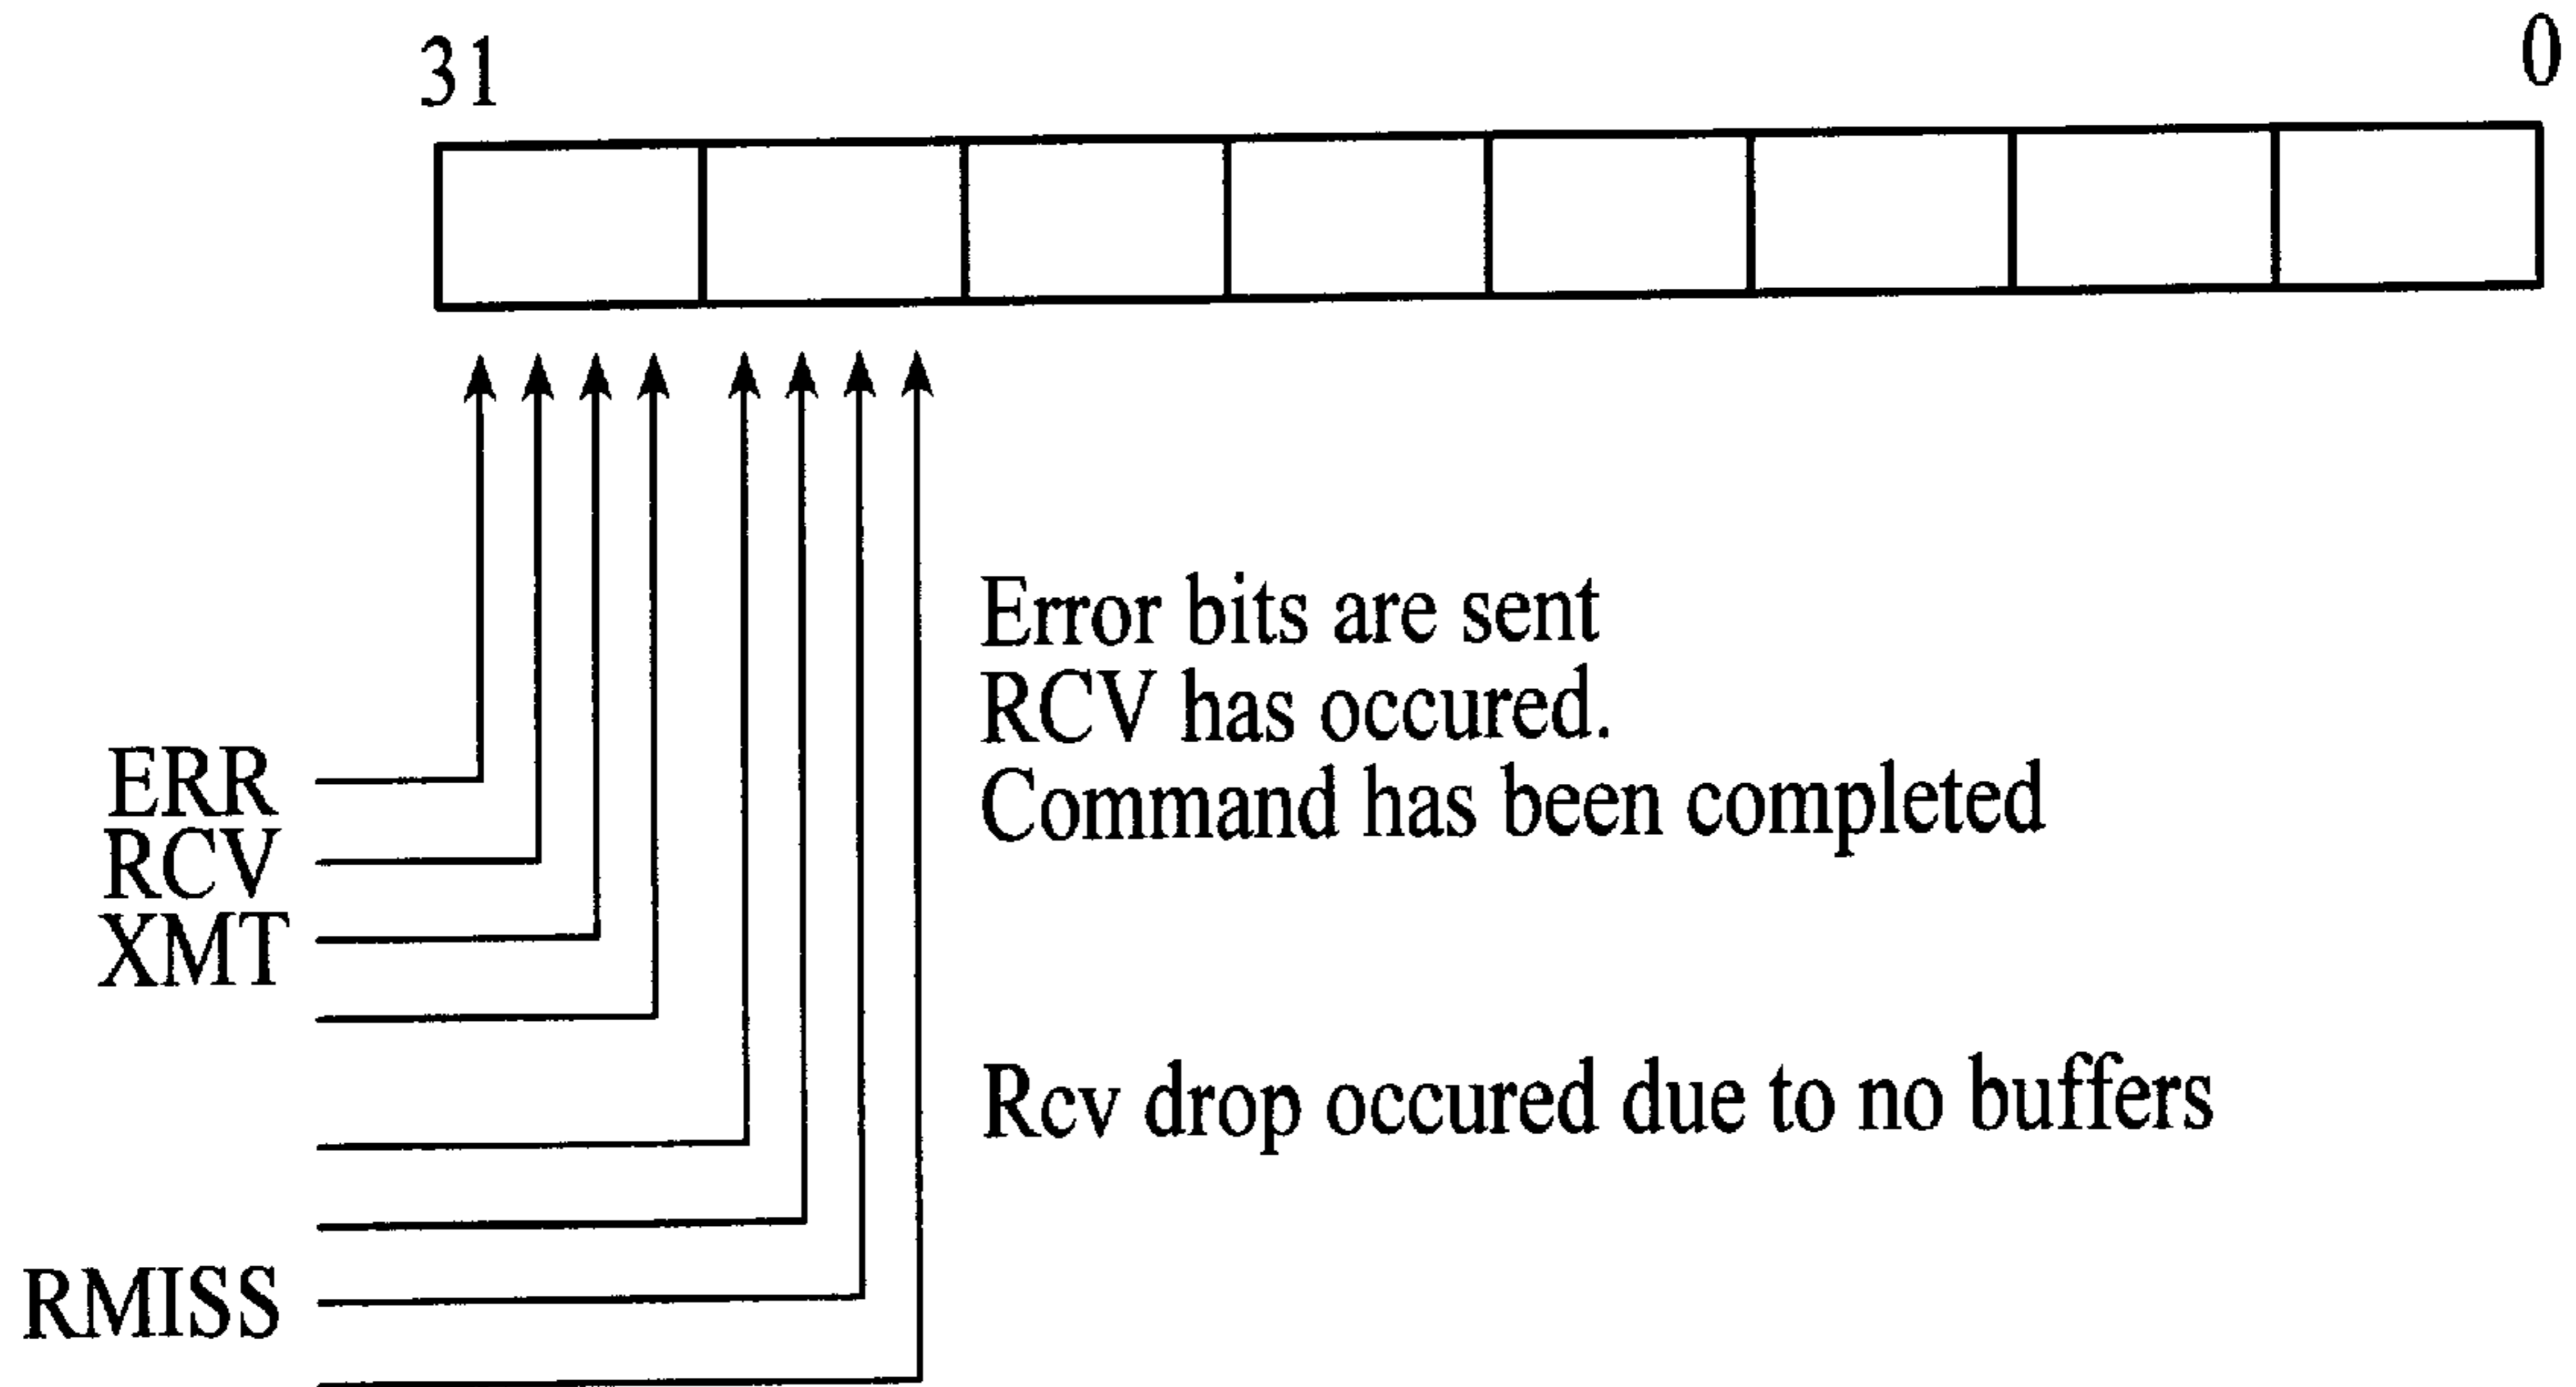 31 0
Error bits are sent
RCV has occured.
Command has been completed
ERR
RCV
XMT
Rcv drop occured due to no buffers
RMISS